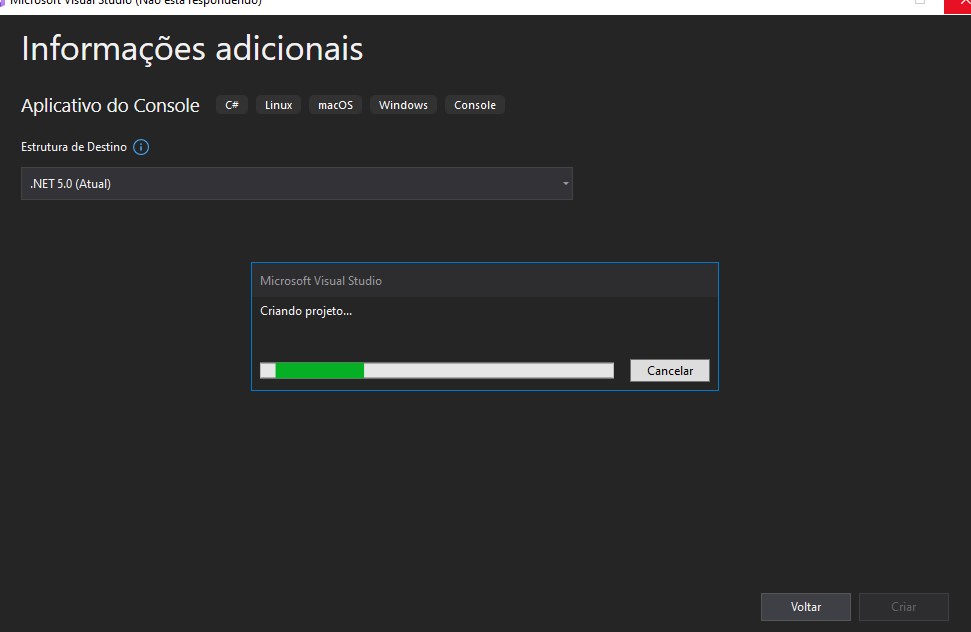 Microsoft Visual Studio (Não está respondendo)
Informações adicionais
Aplicativo do Console C# Linux macOS Windows Console
Estrutura de Destino
.NET 5.0 (Atual)
Microsoft Visual Studio
Criando projeto...
Cancelar
Voltar Criar